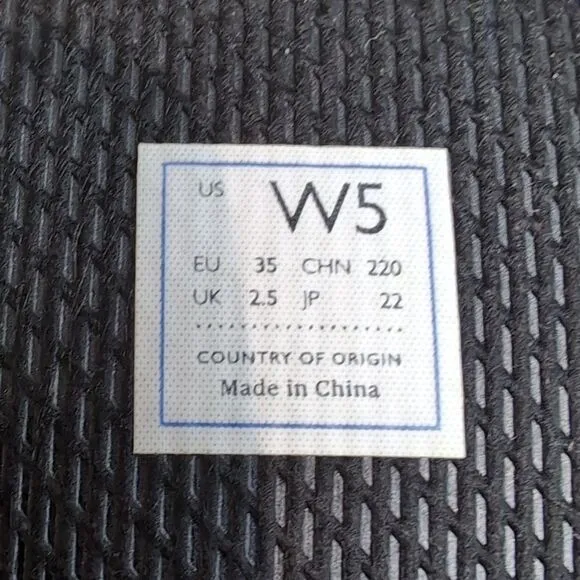 US W5
EU 35 CHN 220
UK 2.5 JP 22
COUNTRY OF ORIGIN
Made in China